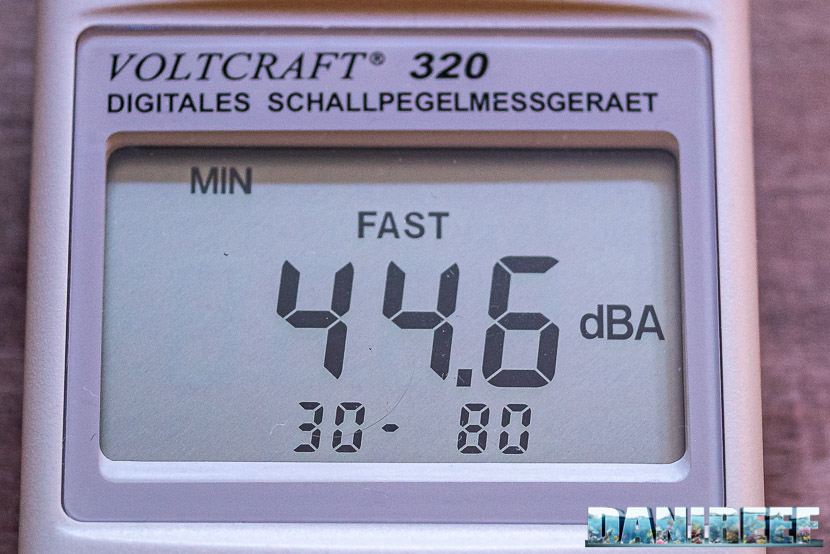 VOLTCRAFT® 320
DIGITALES SCHALLPEGELMESSGERAET
MIN
FAST
44.6 dBA
30- 80
DANIREEF